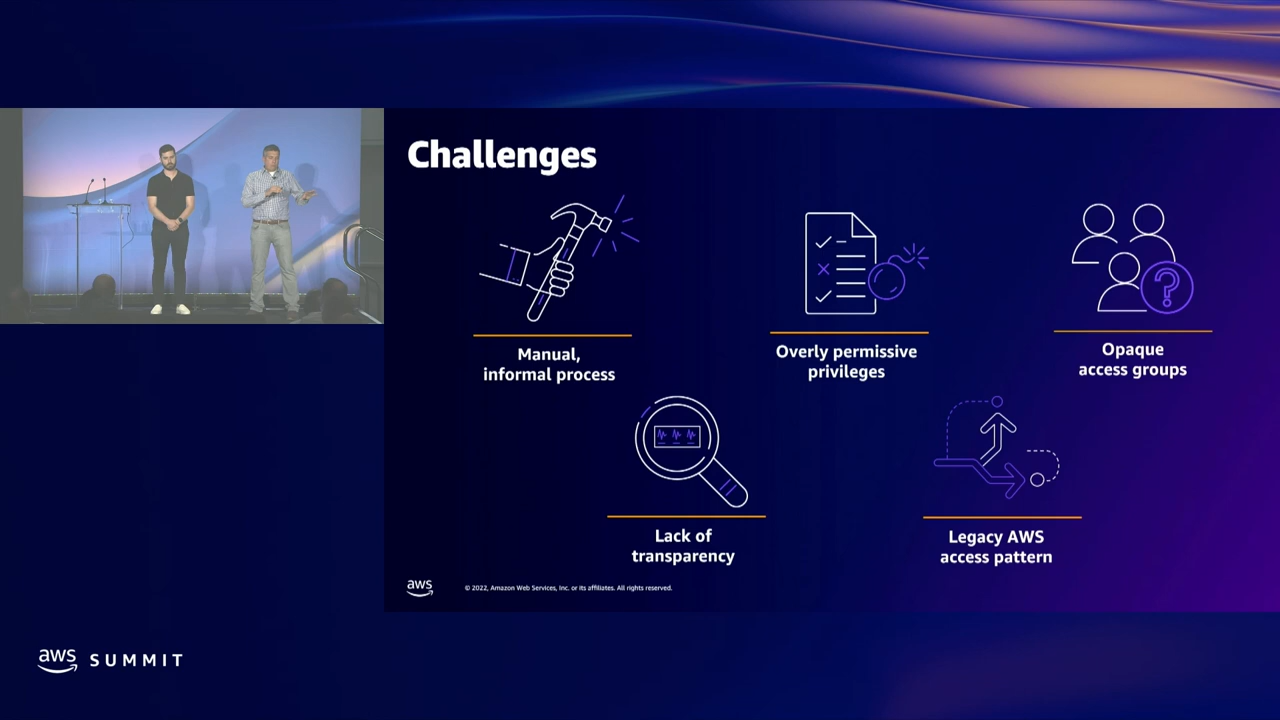 Challenges
Manual,
informal process
Overly permissive
privileges
Opaque
access groups
Lack of
transparency
Legacy AWS
access pattern
aws
© 2022, Amazon Web Services, Inc. or its affiliates. All rights reserved.
aws SUMMIT